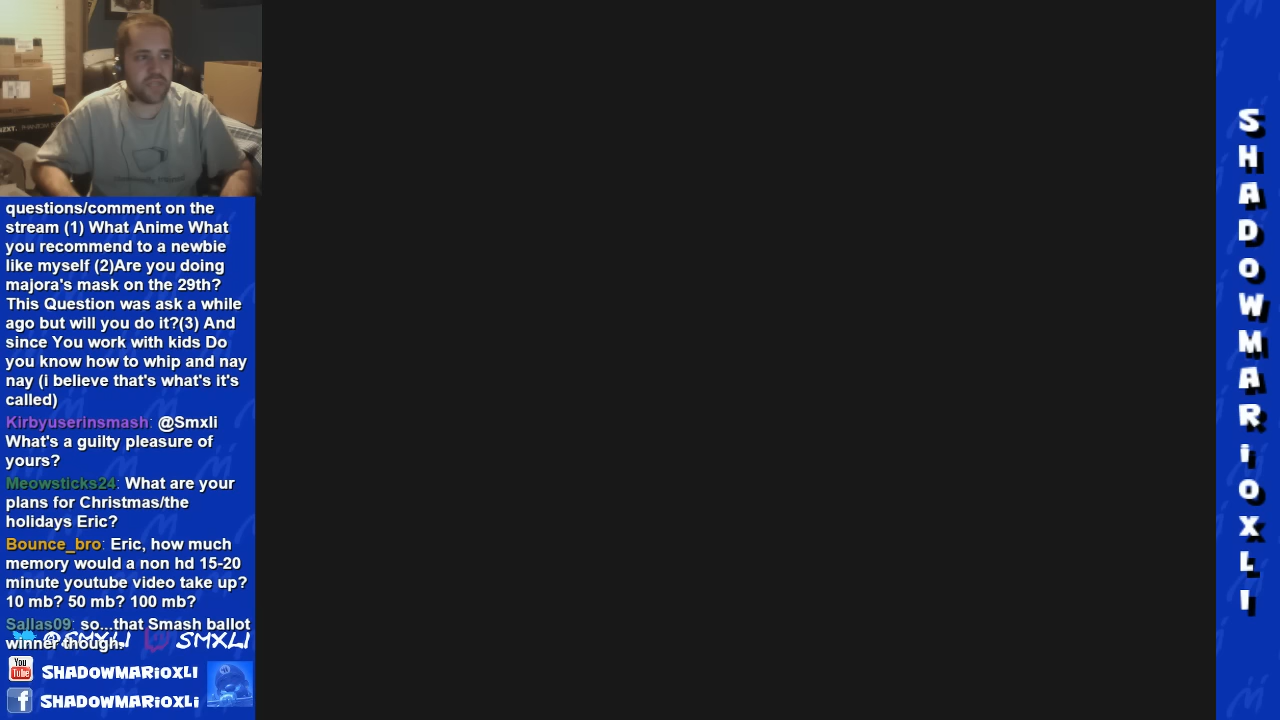 questions/comment on the
stream (1) What Anime What
you recommend to a newbie
like myself (2)Are you doing
majora's mask on the 29th?
This Question was ask a while
ago but will you do it?(3) And
since You work with kids Do
you know how to whip and nay
nay (i believe that's what's it's
called)
Kirbyuserinsmash: @Smxli
What's a guilty pleasure of
yours?
Meowsticks24: What are your
plans for Christmas/the
holidays Eric?
Bounce_bro: Eric, how much
memory would a non hd 15-20
minute youtube video take up?
10 mb? 50 mb? 100 mb?
Sallas09: so...that Smash ballot
winner though.
@SMXLI SMXLI
You Tube SHADOWMARIOXLI
f SHADOWMARIOXLI
SHADOWMARIOXLI